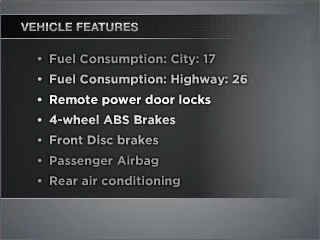 VEHICLE FEATURES
• Fuel Consumption: City: 17
• Fuel Consumption: Highway: 26
• Remote power door locks
• 4-wheel ABS Brakes
• Front Disc brakes
• Passenger Airbag
• Rear air conditioning